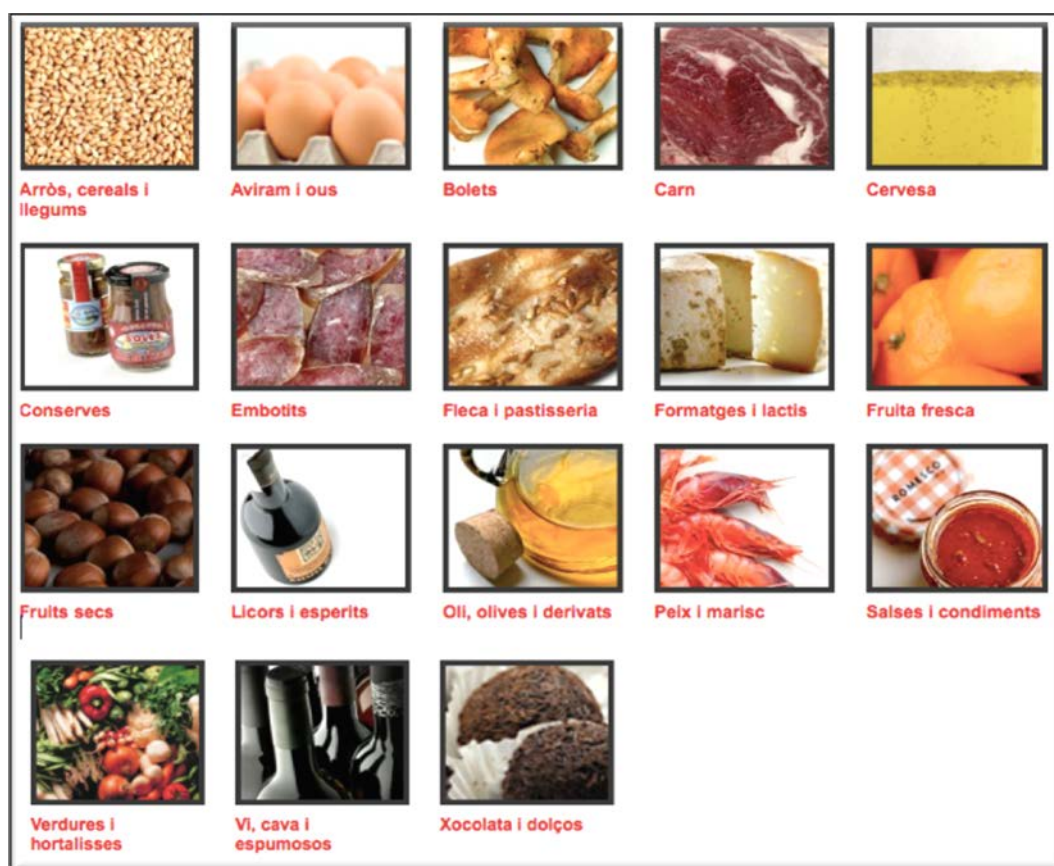 Arròs, cereals i
llegums
Aviram i ous
Bolets
Carn
Cervesa
Conserves
Embotits
Fleca i pastisseria
Formatges i lactis
Fruita fresca
Fruits secs
Licors i esperits
Oli, olives i derivats
Peix i marisc
ROMESCO
Salses i condiments
Verdures i
hortalisses
Vi, cava i
espumosos
Xocolata i dolços